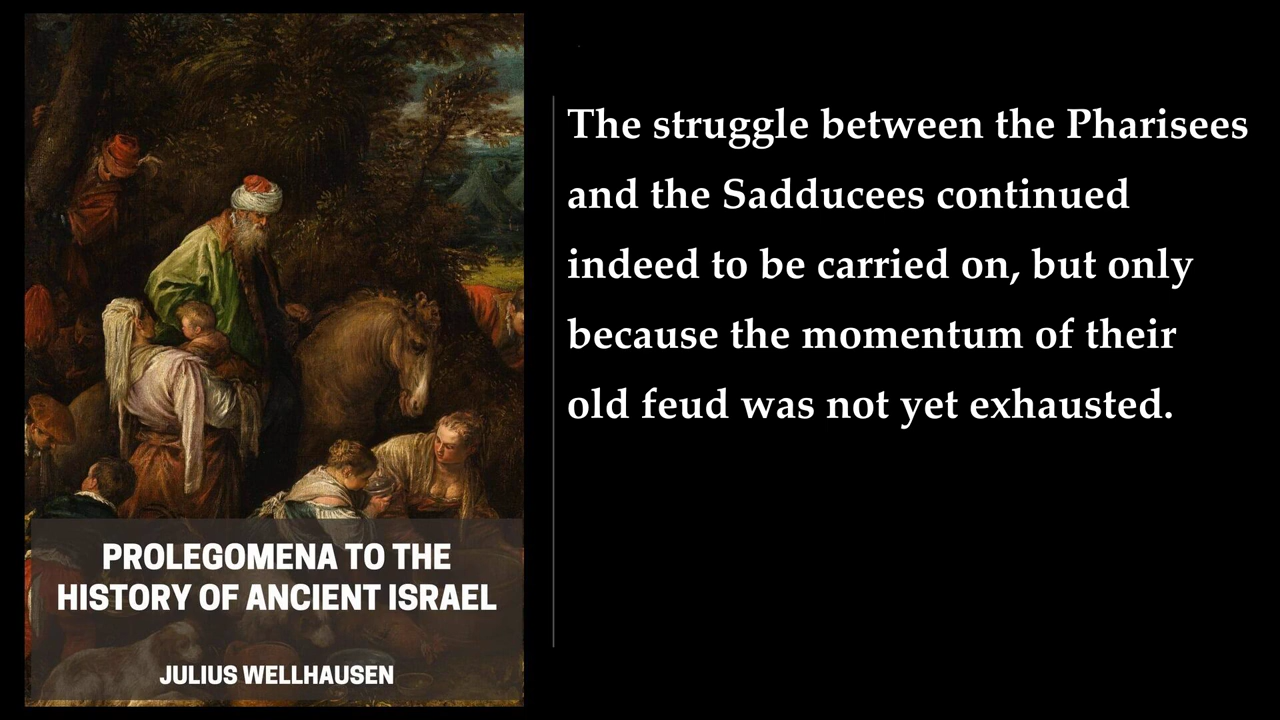 The struggle between the Pharisees
and the Sadducees continued
indeed to be carried on, but only
because the momentum of their
old feud was not yet exhausted.
PROLEGOMENA TO THE
HISTORY OF ANCIENT ISRAEL
JULIUS WELLHAUSEN